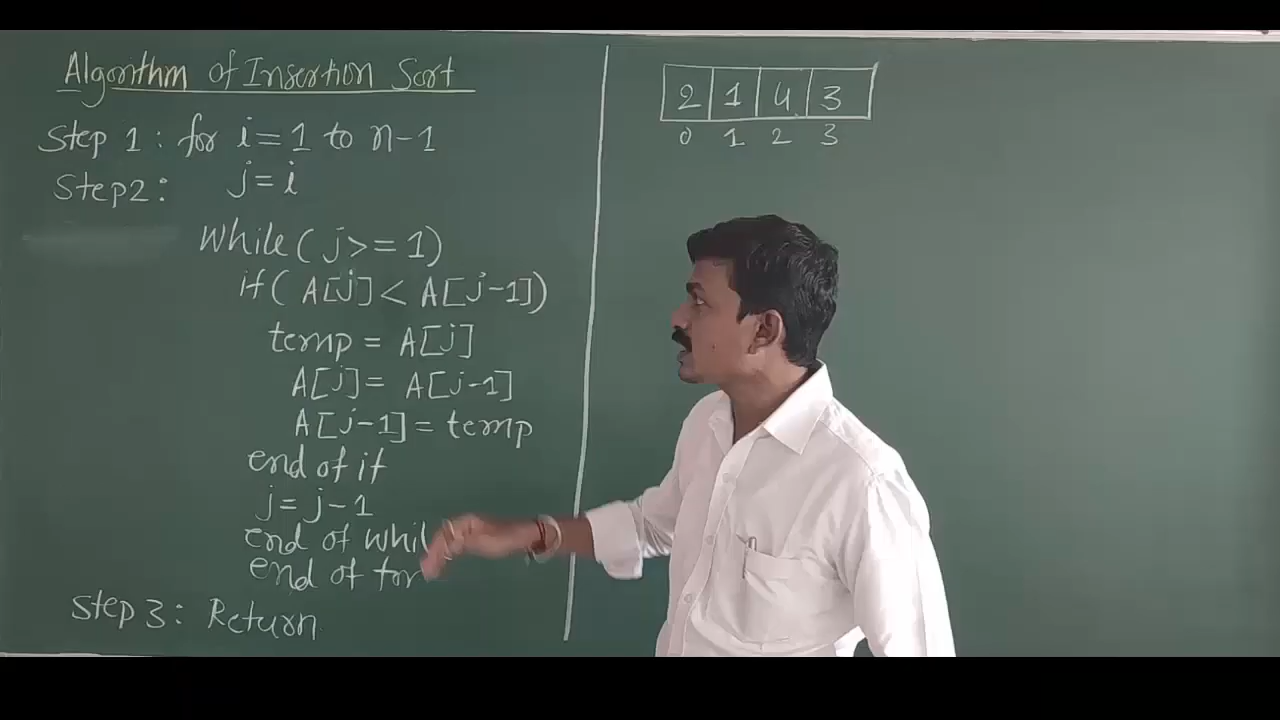 Algorithm of Insertion Sort
Step 1: for i=1 to n-1
Step2: j=i
While( j>=1)
if( A[j] < A[j-1])
temp = A[j]
A[j]= A[j-1]
A[j-1]= temp
end of if
j= j-1
end of
end of for
Step 3: Return
2 1 4 3
0 1 2 3